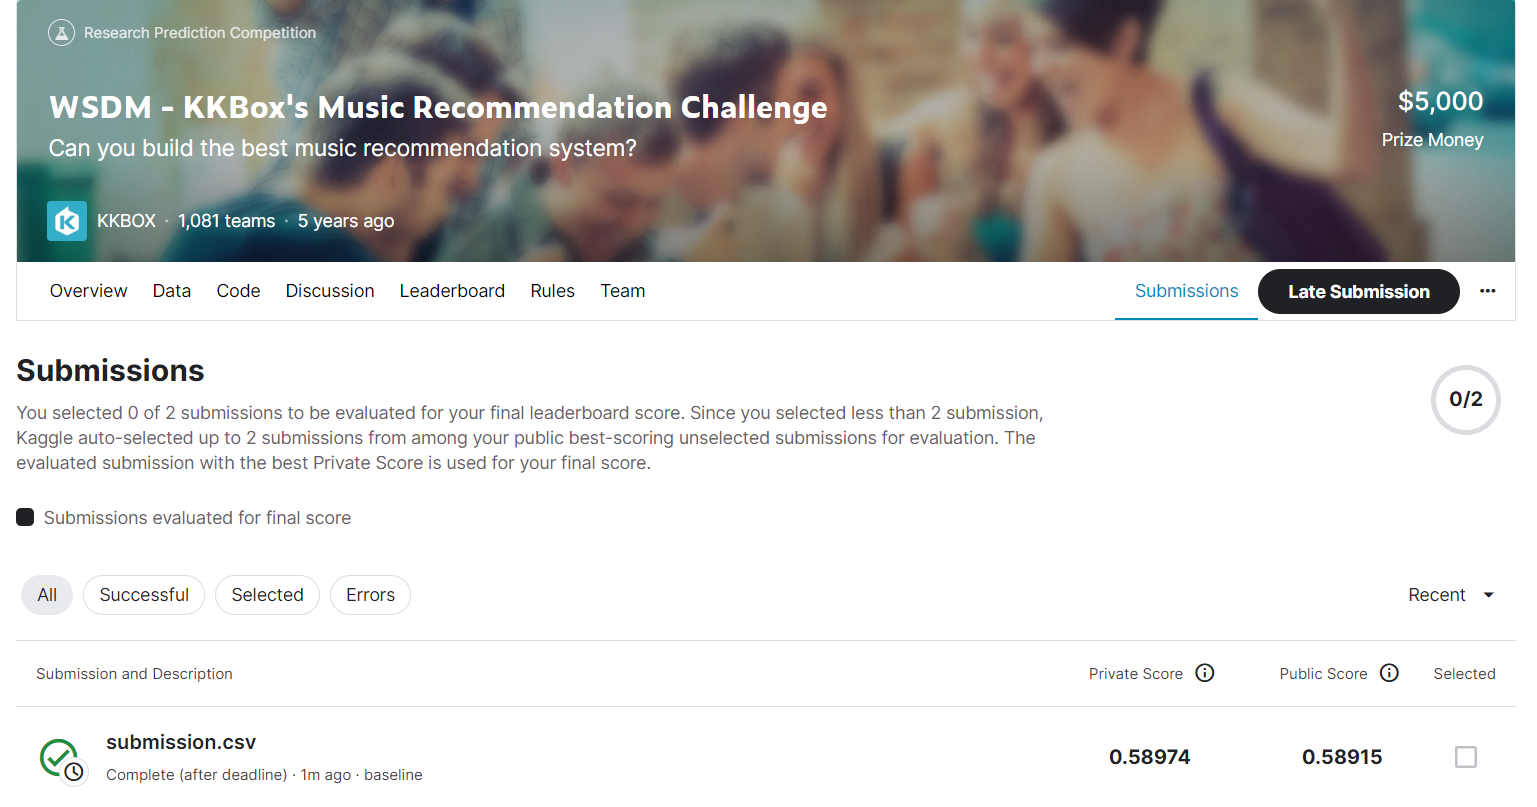 Research Prediction Competition
WSDM - KKBox's Music Recommendation Challenge
Can you build the best music recommendation system?
$5,000
Prize Money
KKBOX · 1,081 teams · 5 years ago
Overview Data Code Discussion Leaderboard Rules Team Submissions Late Submission ···
Submissions
You selected 0 of 2 submissions to be evaluated for your final leaderboard score. Since you selected less than 2 submission,
Kaggle auto-selected up to 2 submissions from among your public best-scoring unselected submissions for evaluation. The
evaluated submission with the best Private Score is used for your final score.
0/2
Submissions evaluated for final score
All Successful Selected Errors Recent
Submission and Description Private Score Public Score Selected
submission.csv
Complete (after deadline) · 1m ago · baseline
0.58974 0.58915